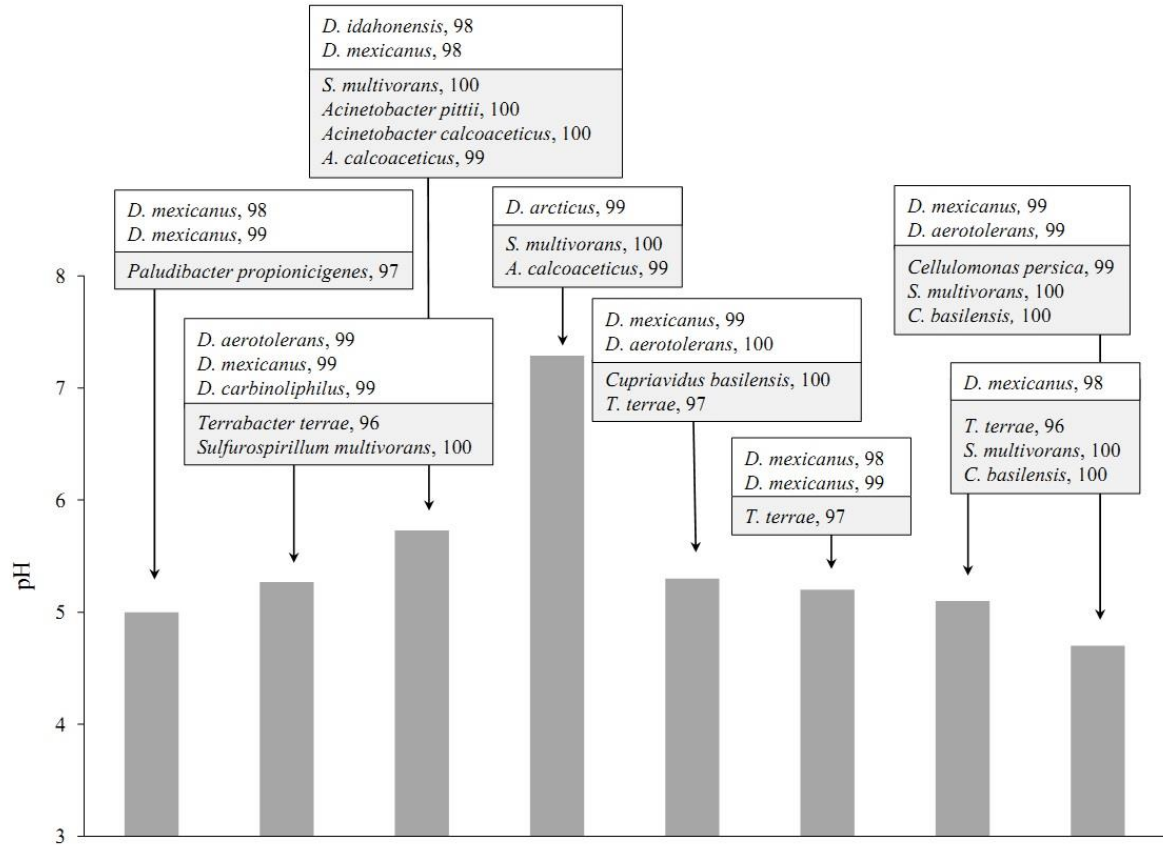 D. idahonensis, 98
D. mexicanus, 98
S. multivorans, 100
Acinetobacter pittii, 100
Acinetobacter calcoaceticus, 100
A. calcoaceticus, 99
D. mexicanus, 98
D. mexicanus, 99
Paludibacter propionicigenes, 97
D. arcticus, 99
S. multivorans, 100
A. calcoaceticus, 99
D. mexicanus, 99
D. aerotolerans, 99
Cellulomonas persica, 99
S. multivorans, 100
C. basilensis, 100
D. aerotolerans, 99
D. mexicanus, 99
D. carbinoliphilus, 99
Terrabacter terrae, 96
Sulfurospirillum multivorans, 100
D. mexicanus, 99
D. aerotolerans, 100
Cupriavidus basilensis, 100
T. terrae, 97
D. mexicanus, 98
D. mexicanus, 99
T. terrae, 97
D. mexicanus, 98
T. terrae, 96
S. multivorans, 100
C. basilensis, 100
pH
8
7
6
5
4
3